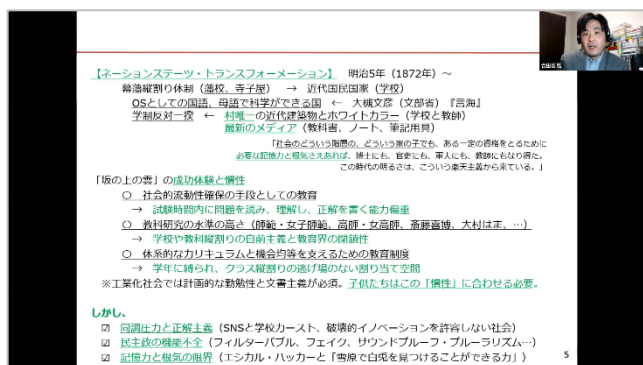 【ネーションステーツ・トランスフォーメーション】　明治5年（1872年）～
幕藩縦割り体制（藩校、寺子屋）　→　近代国民国家（学校）
OSとしての国語、母語で科学ができる国　←　大槻文彦（文部省）『言海』
学制反対一揆　←　村唯一の近代建築物とホワイトカラー（学校と教師）
最新のメディア（教科書、ノート、筆記用具）
「社会のどういう階層の、どういう家の子でも、ある一定の資格をとるために
必要な記憶力と根気さえあれば、博士にも、官吏にも、軍人にも、教師にもなり得た。
この時代の明るさは、こういう楽天主義から来ている。」
「坂の上の雲」の成功体験と慣性
○　社会的流動性確保の手段としての教育
→　試験時間内に問題を読み、理解し、正解を書く能力偏重
○　教科研究の水準の高さ（師範・女子師範、高師・女高師、斎藤喜博、大村はま、…）
→　学校や教科縦割りの自前主義と教育界の閉鎖性
○　体系的なカリキュラムと機会均等を支えるための教育制度
→　学年に縛られ、クラス縦割りの逃げ場のない割り当て空間
※工業化社会では計画的な勤勉性と文書主義が必須。子供たちはこの「慣性」に合わせる必要。
しかし、
☑　同調圧力と正解主義（SNSと学校カースト、破壊的イノベーションを許容しない社会）
☑　民主政の機能不全（フィルターバブル、フェイク、サウンドプルーフ・プルーラリズム…）
☑　記憶力と根気の限界（エシカル・ハッカーと「雪原で白兎を見つけることができる力」）
5